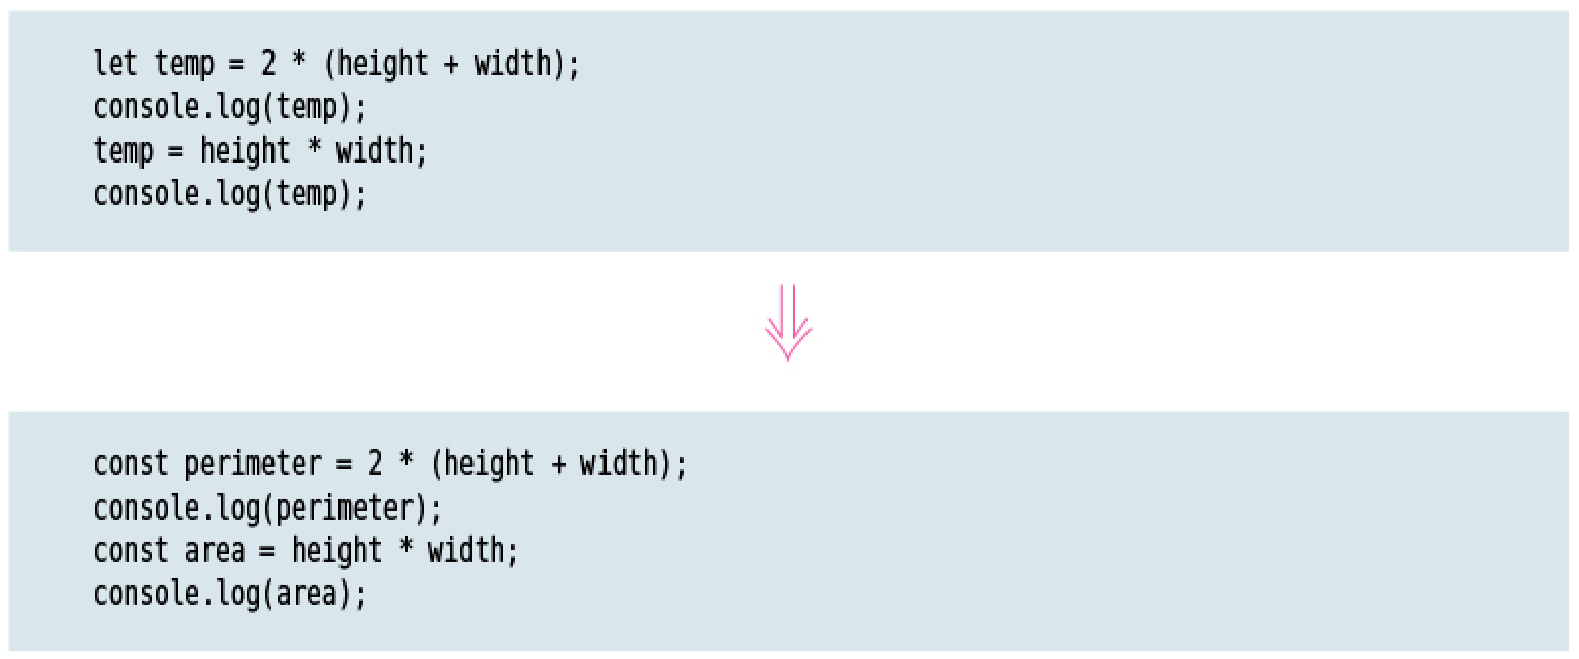 let temp = 2 * (height + width);
console.log(temp);
temp = height * width;
console.log(temp);
const perimeter = 2 * (height + width);
console.log(perimeter);
const area = height * width;
console.log(area);